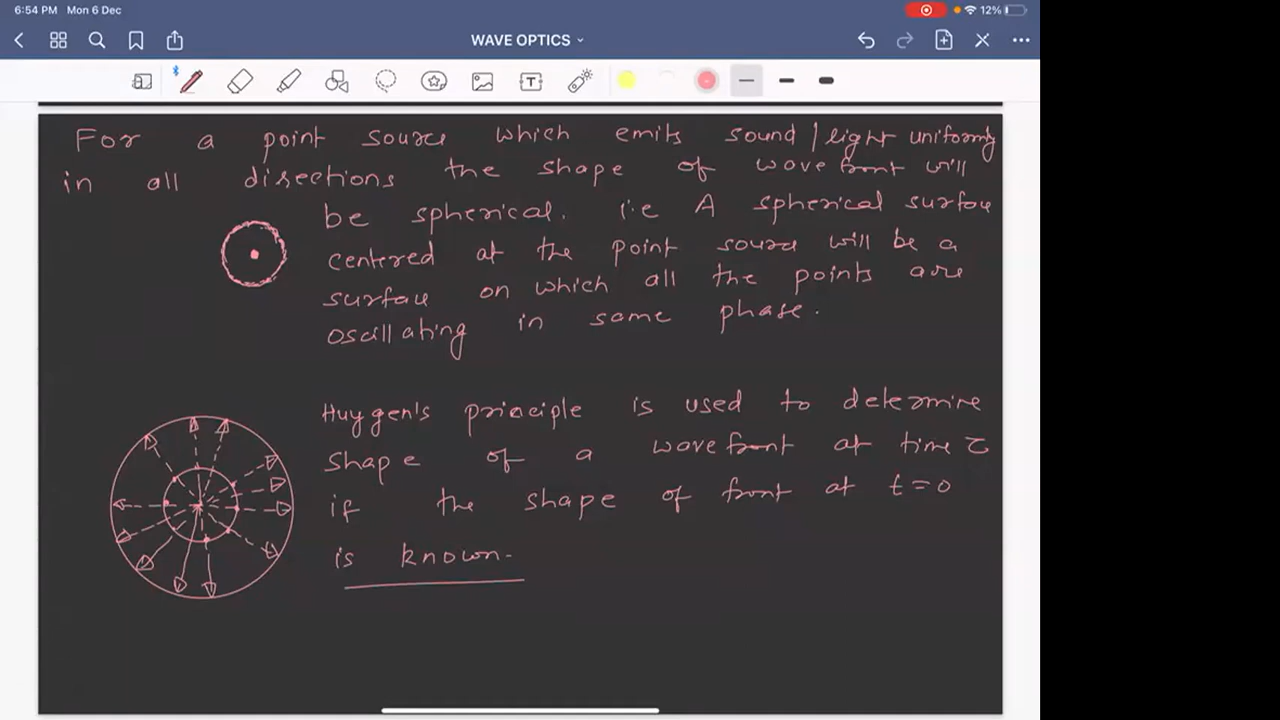 6:54 PM Mon 6 Dec
12%
WAVE OPTICS
For a point source which emits sound / light uniformly
in all directions the shape of wavefront will
be spherical. i.e A spherical surface
centered at the point source will be a
surface on which all the points are
oscillating in same phase.
Huygen's principle is used to determine
shape of a wavefront at time τ
if the shape of front at t=0
is known.